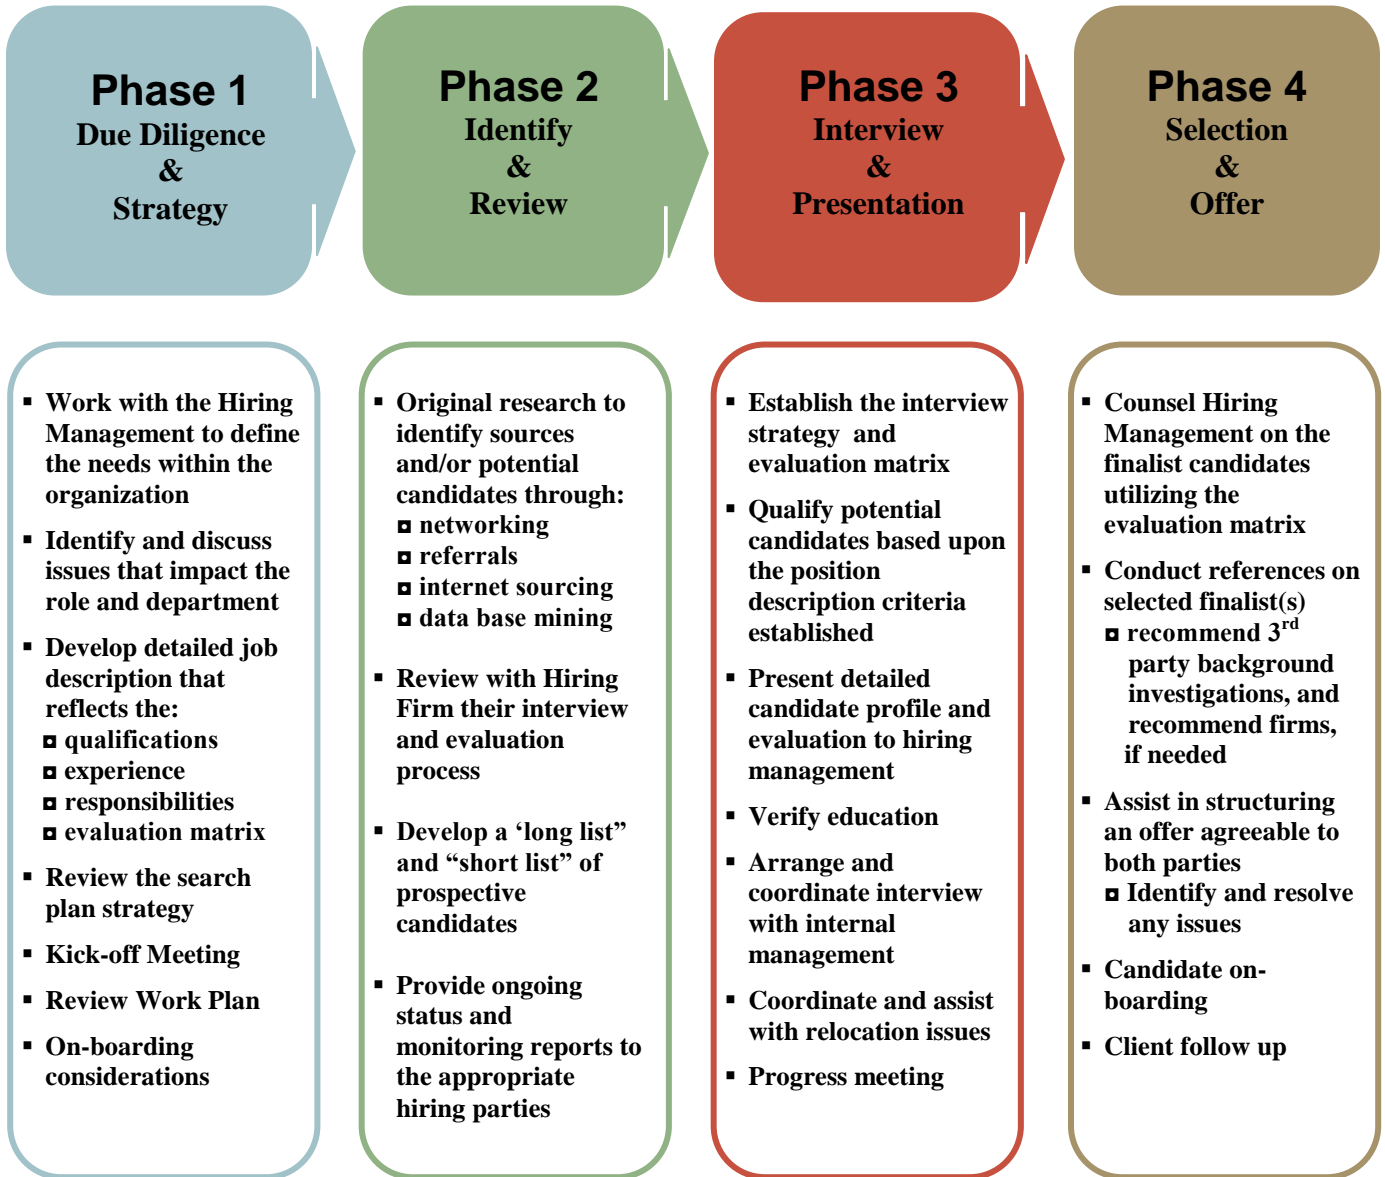 Phase 1
Due Diligence
&
Strategy
Phase 2
Identify
&
Review
Phase 3
Interview
&
Presentation
Phase 4
Selection
&
Offer
▪ Work with the Hiring
Management to define
the needs within the
organization
▪ Identify and discuss
issues that impact the
role and department
▪ Develop detailed job
description that
reflects the:
◘ qualifications
◘ experience
◘ responsibilities
◘ evaluation matrix
▪ Review the search
plan strategy
▪ Kick-off Meeting
▪ Review Work Plan
▪ On-boarding
considerations
▪ Original research to
identify sources
and/or potential
candidates through:
◘ networking
◘ referrals
◘ internet sourcing
◘ data base mining
▪ Review with Hiring
Firm their interview
and evaluation
process
▪ Develop a ‘long list”
and “short list” of
prospective
candidates
▪ Provide ongoing
status and
monitoring reports to
the appropriate
hiring parties
▪ Establish the interview
strategy and
evaluation matrix
▪ Qualify potential
candidates based upon
the position
description criteria
established
▪ Present detailed
candidate profile and
evaluation to hiring
management
▪ Verify education
▪ Arrange and
coordinate interview
with internal
management
▪ Coordinate and assist
with relocation issues
▪ Progress meeting
▪ Counsel Hiring
Management on the
finalist candidates
utilizing the
evaluation matrix
▪ Conduct references on
selected finalist(s)
◘ recommend 3rd
party background
investigations, and
recommend firms,
if needed
▪ Assist in structuring
an offer agreeable to
both parties
◘ Identify and resolve
any issues
▪ Candidate on-
boarding
▪ Client follow up